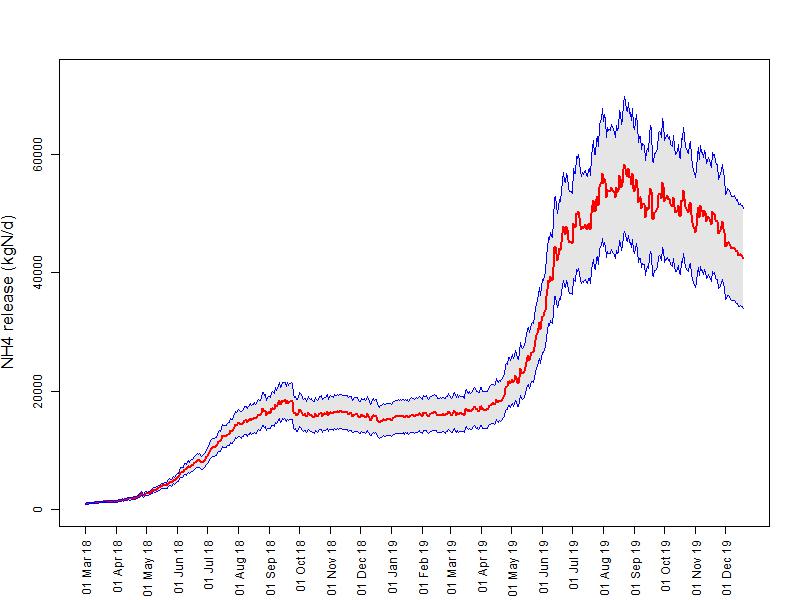 NH4 release (kgN/d)
60000
40000
20000
0
01 Mar 18
01 Apr 18
01 May 18
01 Jun 18
01 Jul 18
01 Aug 18
01 Sep 18
01 Oct 18
01 Nov 18
01 Dec 18
01 Jan 19
01 Feb 19
01 Mar 19
01 Apr 19
01 May 19
01 Jun 19
01 Jul 19
01 Aug 19
01 Sep 19
01 Oct 19
01 Nov 19
01 Dec 19